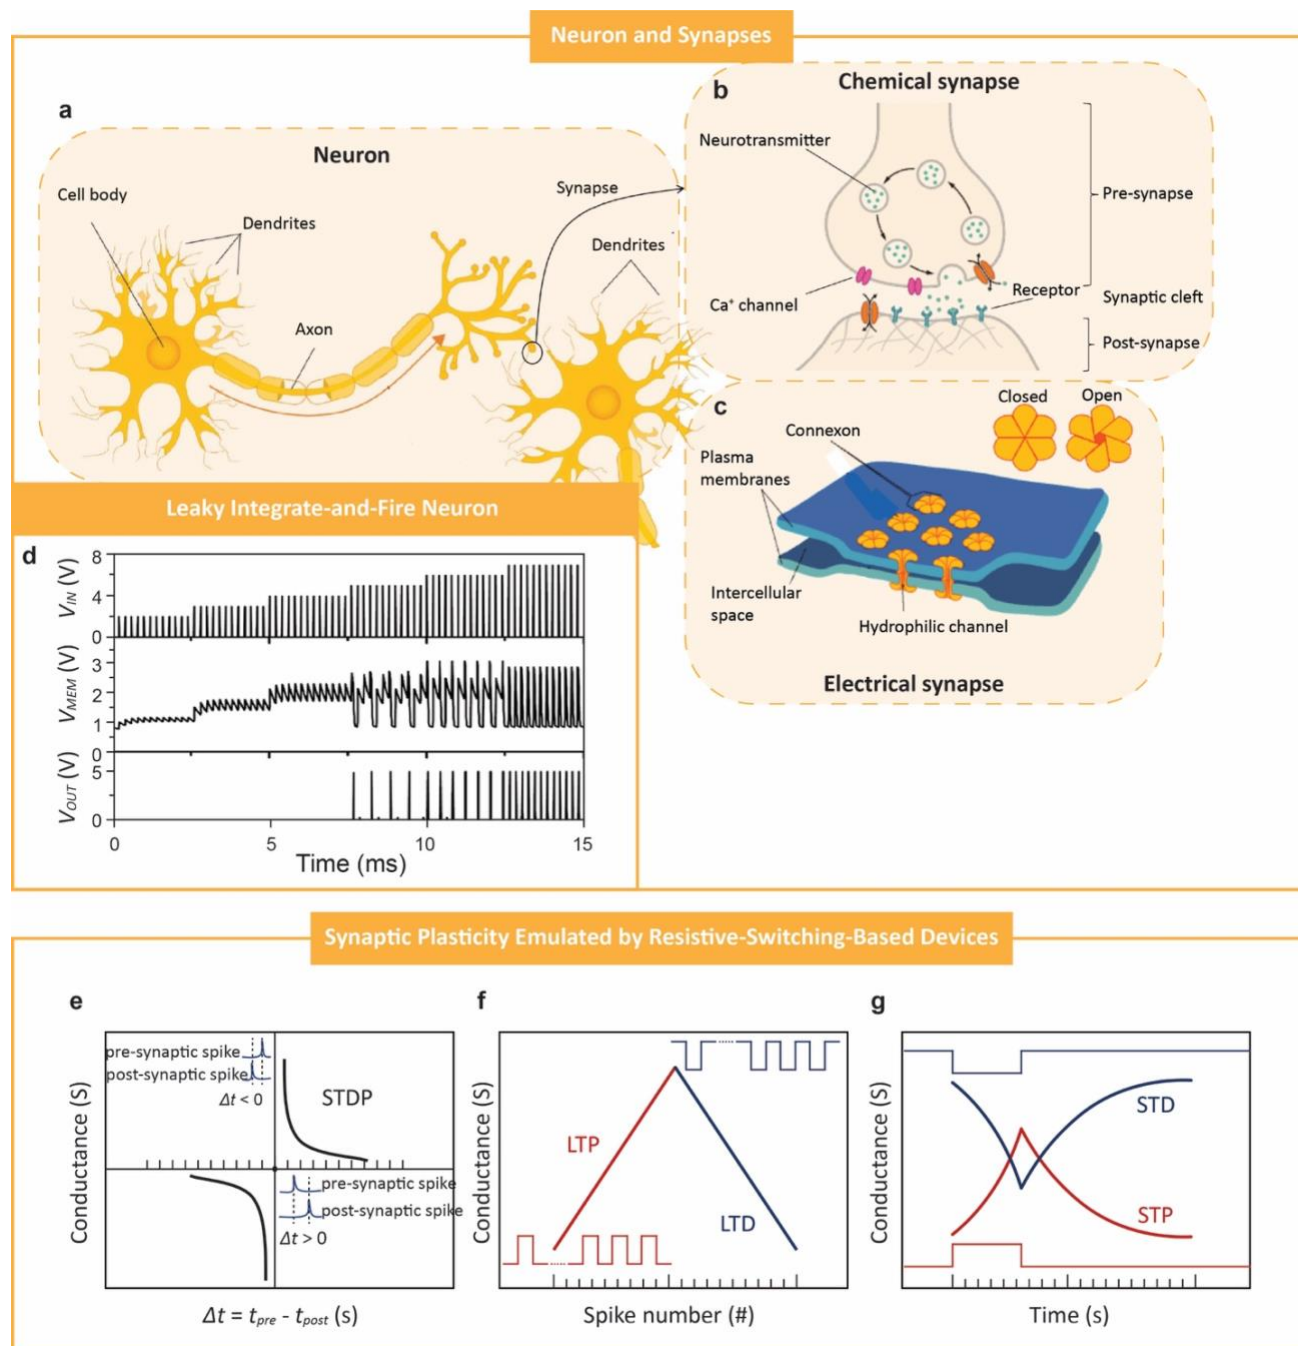 Neuron and Synapses
a
Neuron
Cell body
Dendrites
Axon
Synapse
Dendrites
b
Chemical synapse
Neurotransmitter
Pre-synapse
Ca⁺ channel
Receptor
Synaptic cleft
Post-synapse
c
Closed
Open
Connexon
Plasma
membranes
Intercellular
space
Hydrophilic channel
Electrical synapse
Leaky Integrate-and-Fire Neuron
d
V_IN (V)
8
4
0
V_MEM (V)
3
2
1
0
V_OUT (V)
5
0
0 5 10 15
Time (ms)
Synaptic Plasticity Emulated by Resistive-Switching-Based Devices
e
pre-synaptic spike
post-synaptic spike
Δt < 0
STDP
pre-synaptic spike
post-synaptic spike
Δt > 0
Conductance (S)
Δt = t_pre - t_post (s)
f
LTP
LTD
Conductance (S)
Spike number (#)
g
STD
STP
Conductance (S)
Time (s)